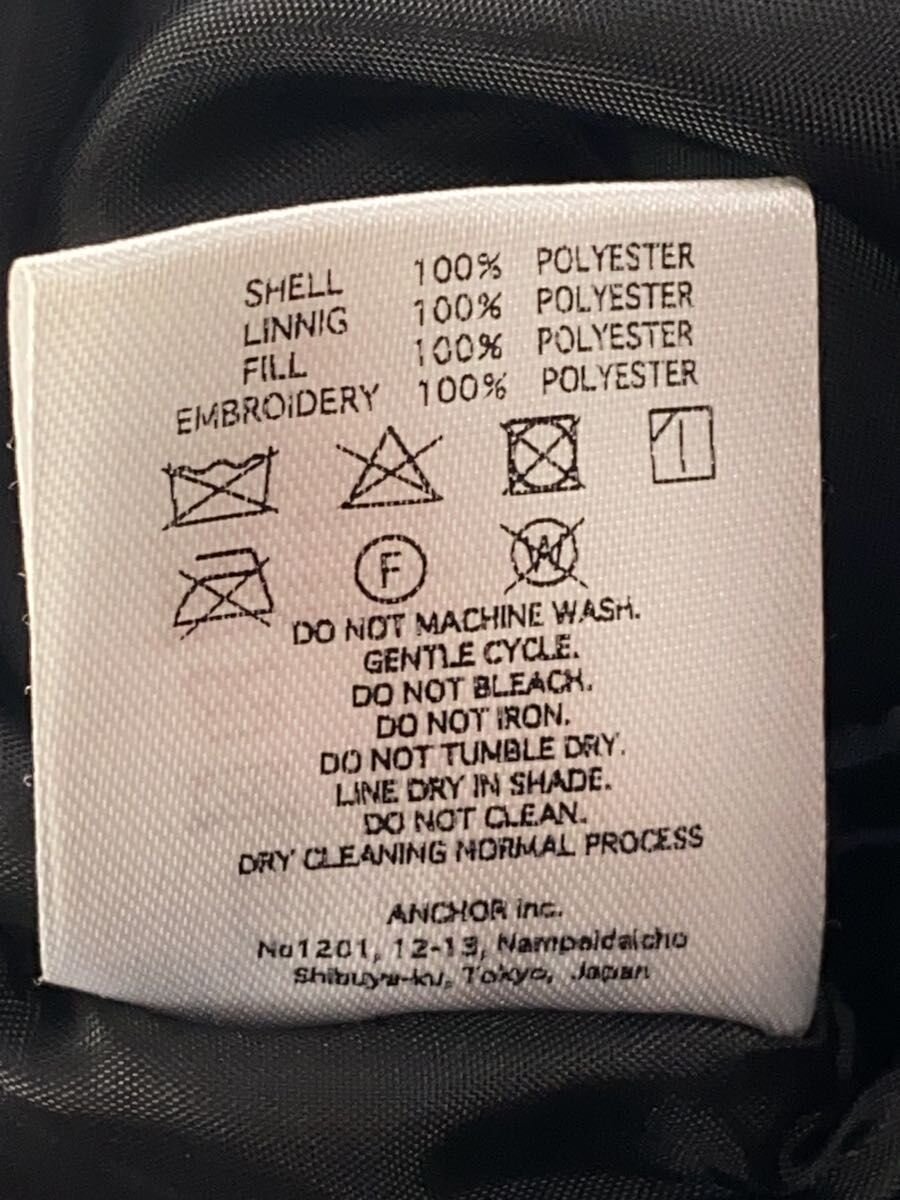 SHELL 100% POLYESTER
LINNIG 100% POLYESTER
FILL 100% POLYESTER
EMBROIDERY 100% POLYESTER
F W
DO NOT MACHINE WASH.
GENTLE CYCLE.
DO NOT BLEACH.
DO NOT IRON.
DO NOT TUMBLE DRY.
LINE DRY IN SHADE.
DO NOT CLEAN.
DRY CLEANING NORMAL PROCESS
ANCHOR inc.
No1201, 12-13, Nampeidaicho
Shibuya-ku, Tokyo, Japan